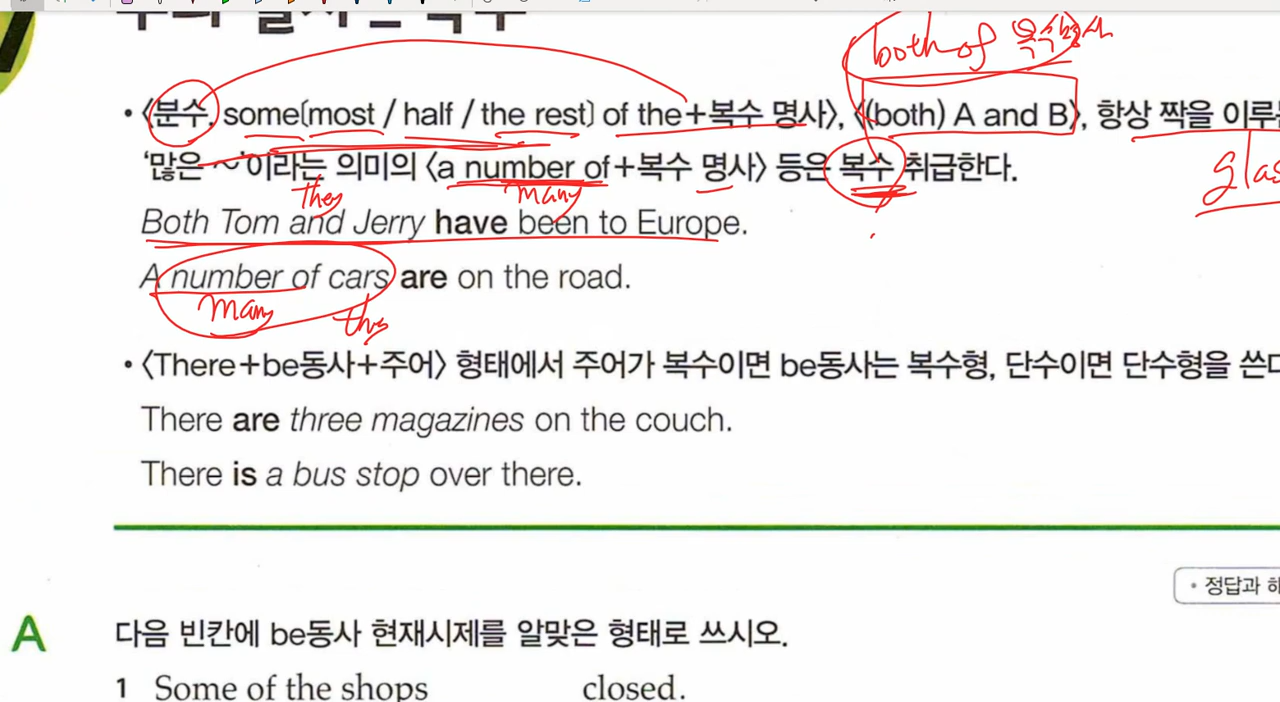 both of 복수명사
• 〈분수, some[most / half / the rest] of the+복수 명사〉, 〈(both) A and B〉, 항상 짝을 이루는
'많은 ~'이라는 의미의 〈a number of+복수 명사〉 등은 복수 취급한다.
they many
Both Tom and Jerry have been to Europe.
A number of cars are on the road.
many
• 〈There+be동사+주어〉 형태에서 주어가 복수이면 be동사는 복수형, 단수이면 단수형을 쓴다
There are three magazines on the couch.
There is a bus stop over there.
• 정답과 해
A 다음 빈칸에 be동사 현재시제를 알맞은 형태로 쓰시오.
1 Some of the shops closed.